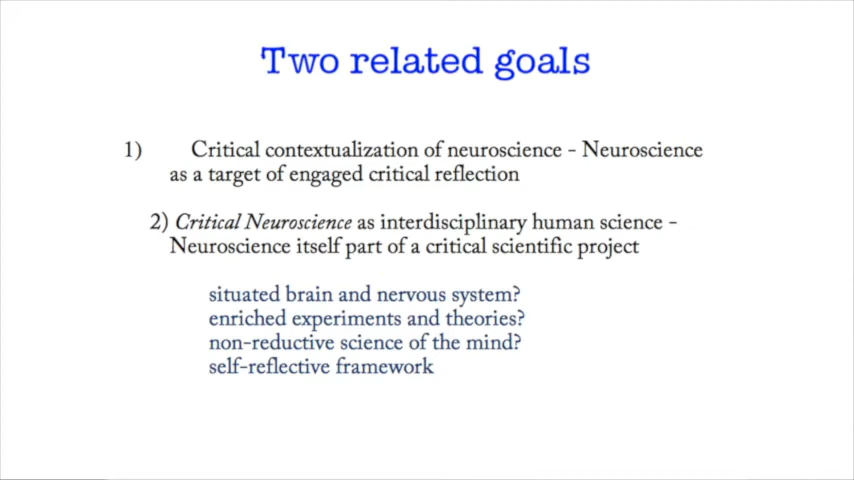 Two related goals
1) Critical contextualization of neuroscience - Neuroscience
as a target of engaged critical reflection
2) Critical Neuroscience as interdisciplinary human science -
Neuroscience itself part of a critical scientific project
situated brain and nervous system?
enriched experiments and theories?
non-reductive science of the mind?
self-reflective framework